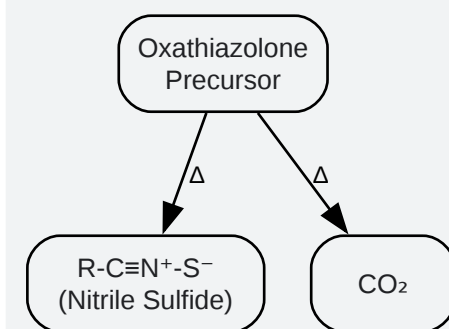 Oxathiazolone
Precursor
Δ
Δ
R-C≡N⁺-S⁻
(Nitrile Sulfide)
CO₂